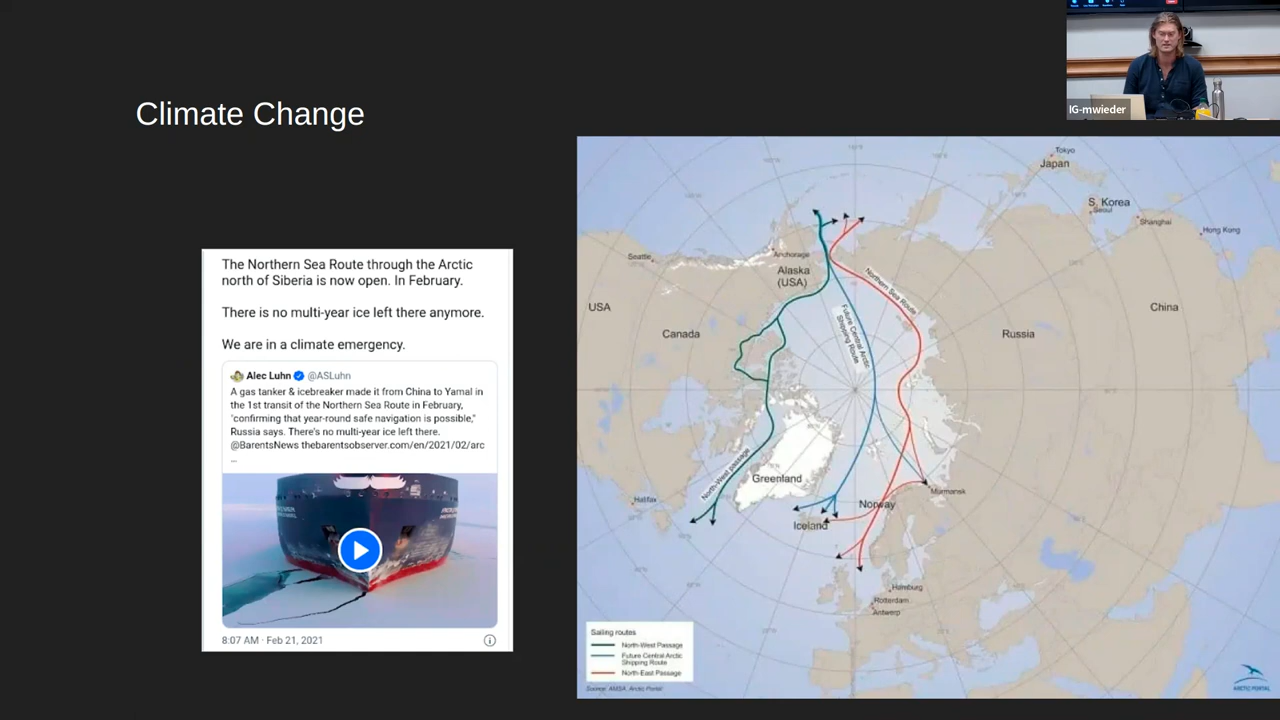 Climate Change
IG-mwieder
The Northern Sea Route through the Arctic
north of Siberia is now open. In February.
There is no multi-year ice left there anymore.
We are in a climate emergency.
Alec Luhn @ASLuhn
A gas tanker & icebreaker made it from China to Yamal in
the 1st transit of the Northern Sea Route in February,
"confirming that year-round safe navigation is possible,"
Russia says. There's no multi-year ice left there.
@BarentsNews thebarentsobserver.com/en/2021/02/arc
...
8:07 AM · Feb 21, 2021
Tokyo
Japan
S. Korea
Seoul
Shanghai
Hong Kong
Seattle
Anchorage
Alaska
(USA)
Northern Sea Route
USA
Canada
Future Central Arctic
Shipping Route
Russia
China
North-West passage
Greenland
Halifax
Murmansk
Norway
Iceland
Hamburg
Rotterdam
Antwerp
Sailing routes
North-West Passage
Future Central Arctic
Shipping Route
North-East Passage
Source: AMSA, Arctic Portal
ARCTIC PORTAL